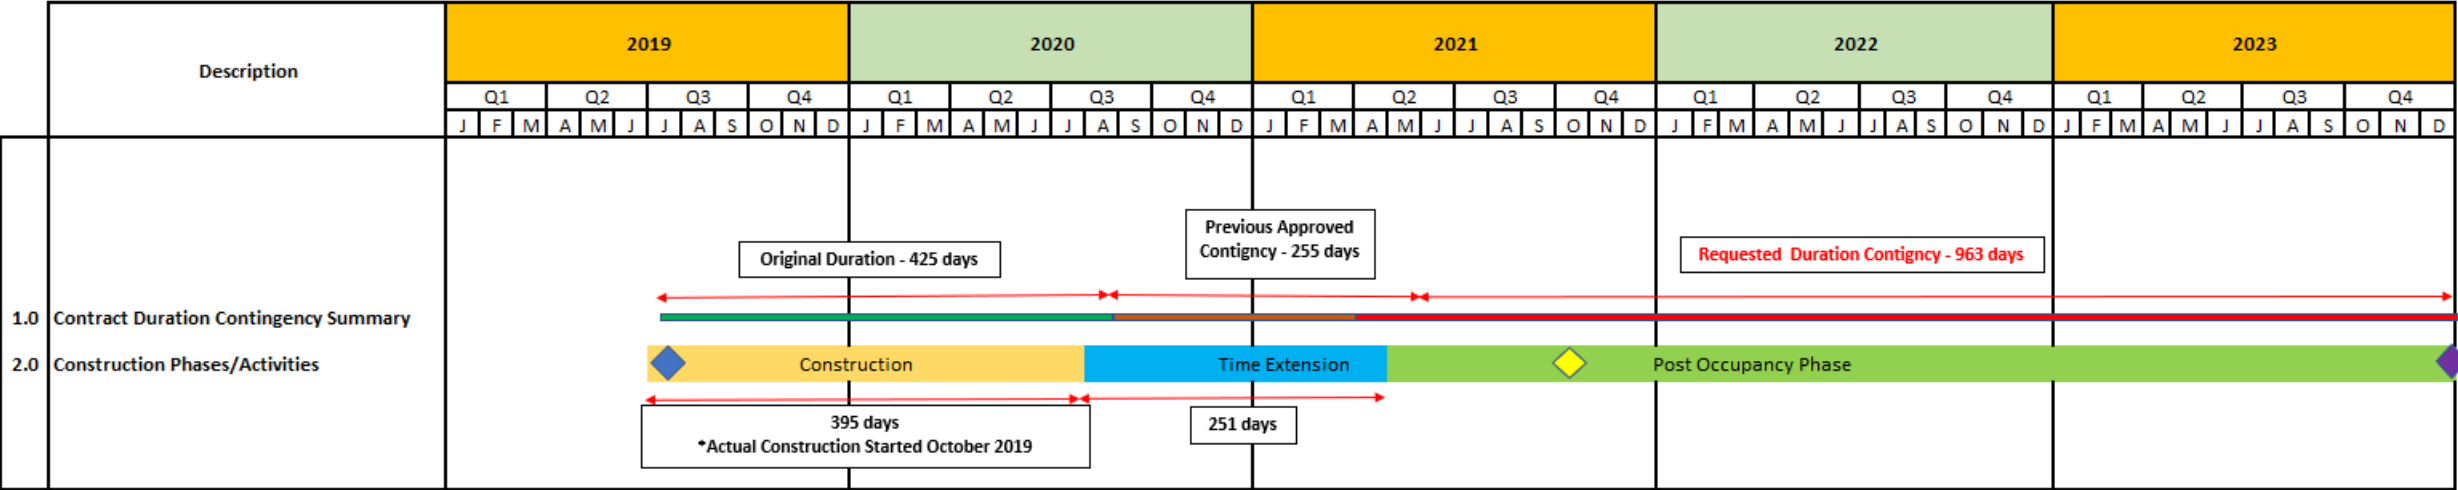 Description
2019
2020
2021
2022
2023
Q1 Q2 Q3 Q4 Q1 Q2 Q3 Q4 Q1 Q2 Q3 Q4 Q1 Q2 Q3 Q4 Q1 Q2 Q3 Q4
J F M A M J J A S O N D J F M A M J J A S O N D J F M A M J J A S O N D J F M A M J J A S O N D J F M A M J J A S O N D
Original Duration - 425 days
Previous Approved
Contigncy - 255 days
Requested Duration Contigncy - 963 days
1.0 Contract Duration Contingency Summary
2.0 Construction Phases/Activities
Construction
Time Extension
Post Occupancy Phase
395 days
*Actual Construction Started October 2019
251 days